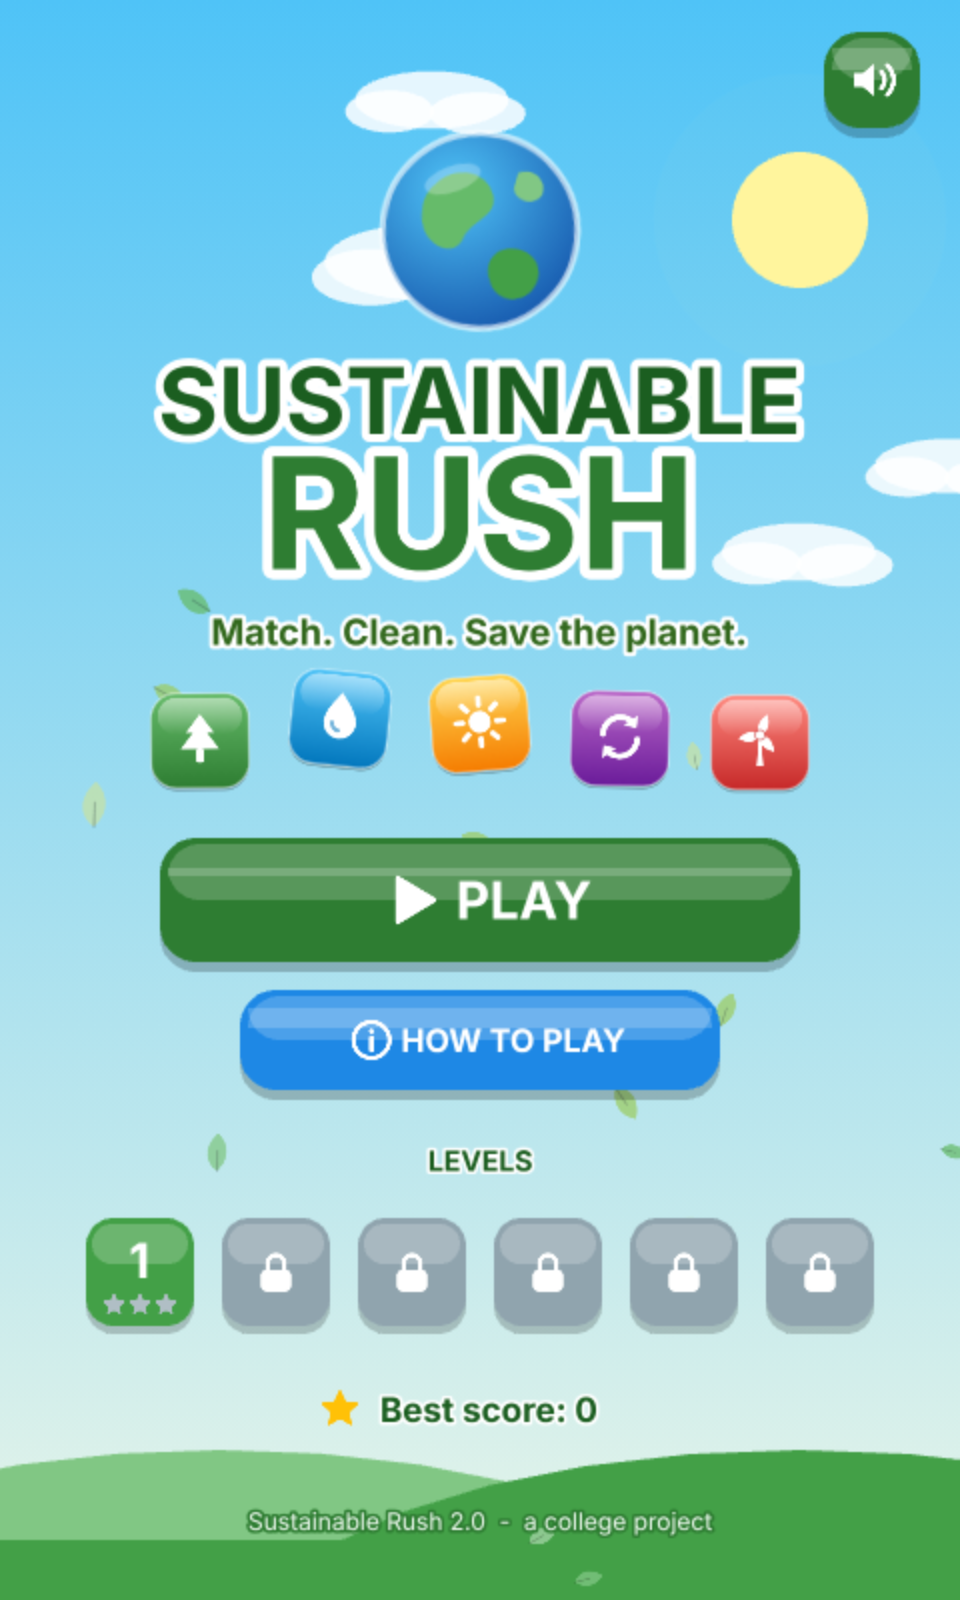 SUSTAINABLE
RUSH
Match. Clean. Save the planet.
PLAY
HOW TO PLAY
LEVELS
1
Best score: 0
Sustainable Rush 2.0 - a college project